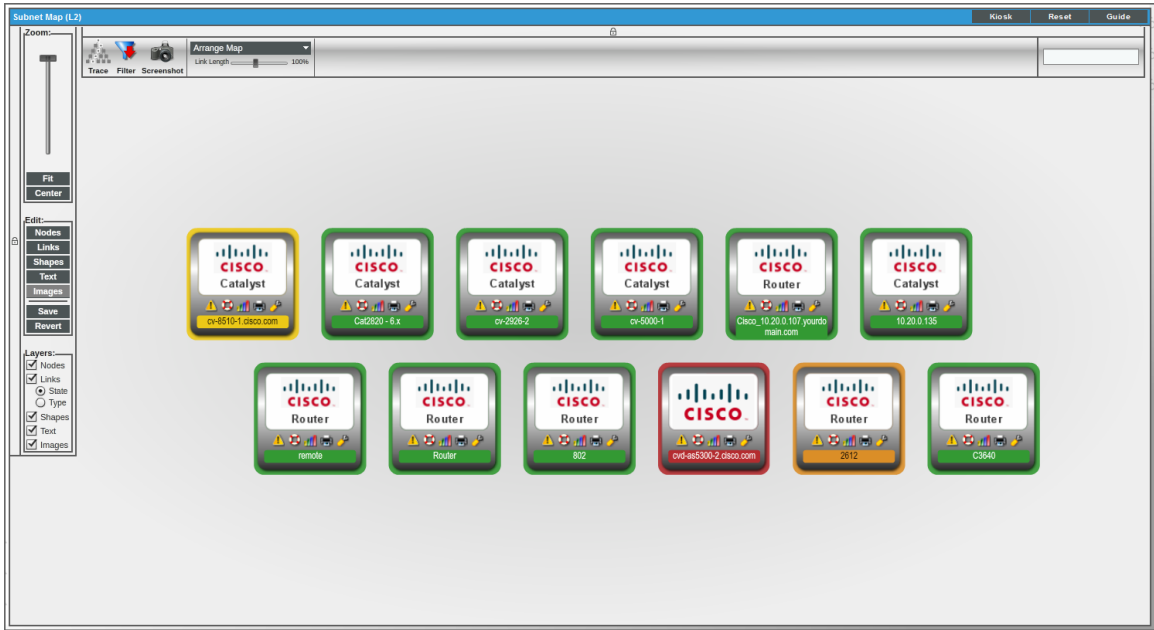 Subnet Map (L2)
Kiosk
Reset
Guide
Zoom:
Trace
Filter
Screenshot
Arrange Map
Link Length
100%
Fit
Center
Edit:
Nodes
Links
Shapes
Text
Images
Save
Revert
Layers:
Nodes
Links
State
Type
Shapes
Text
Images
CISCO
Catalyst
cv-8510-1.cisco.com
CISCO
Catalyst
Cat2820 - 6.x
CISCO
Catalyst
cv-2926-2
CISCO
Catalyst
cv-5000-1
CISCO
Router
Cisco_10.20.0.107.yourdo
main.com
CISCO
Catalyst
10.20.0.135
CISCO
Router
remote
CISCO
Router
Router
CISCO
Router
802
CISCO
cvd-as5300-2.cisco.com
CISCO
Router
2612
CISCO
Router
C3640